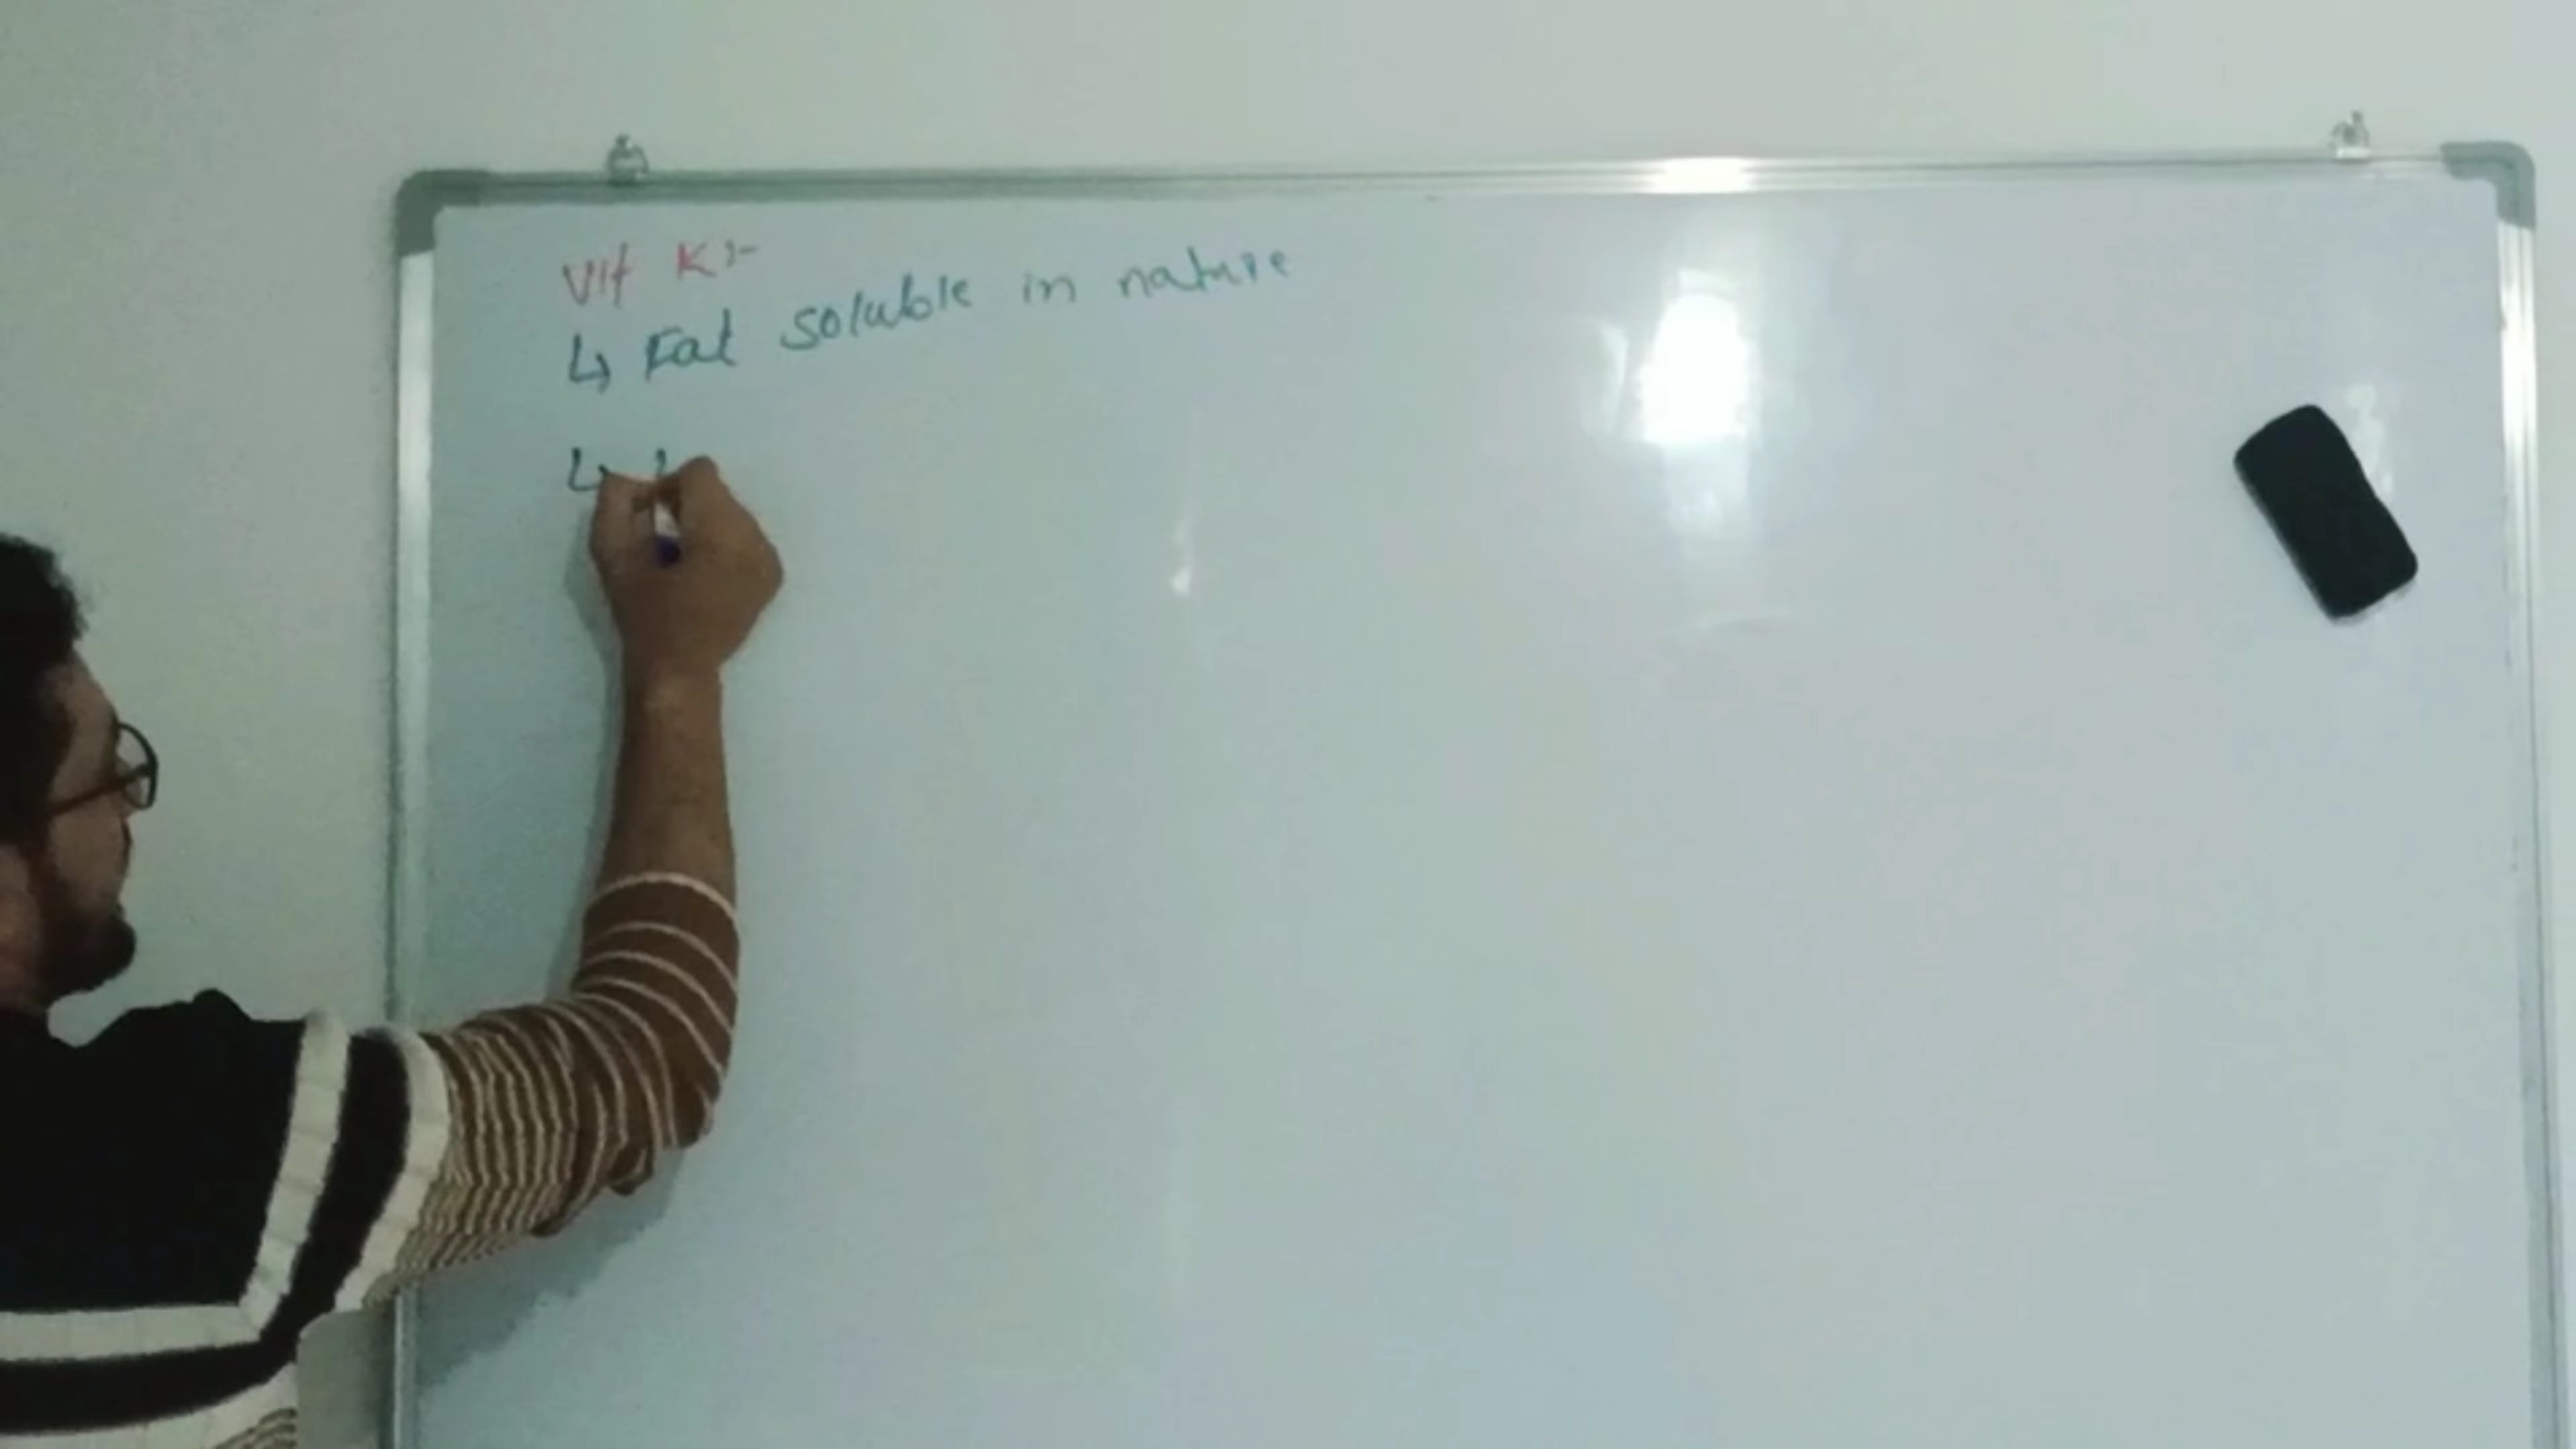 Vit K:-
↳ Fat soluble in nature
↳